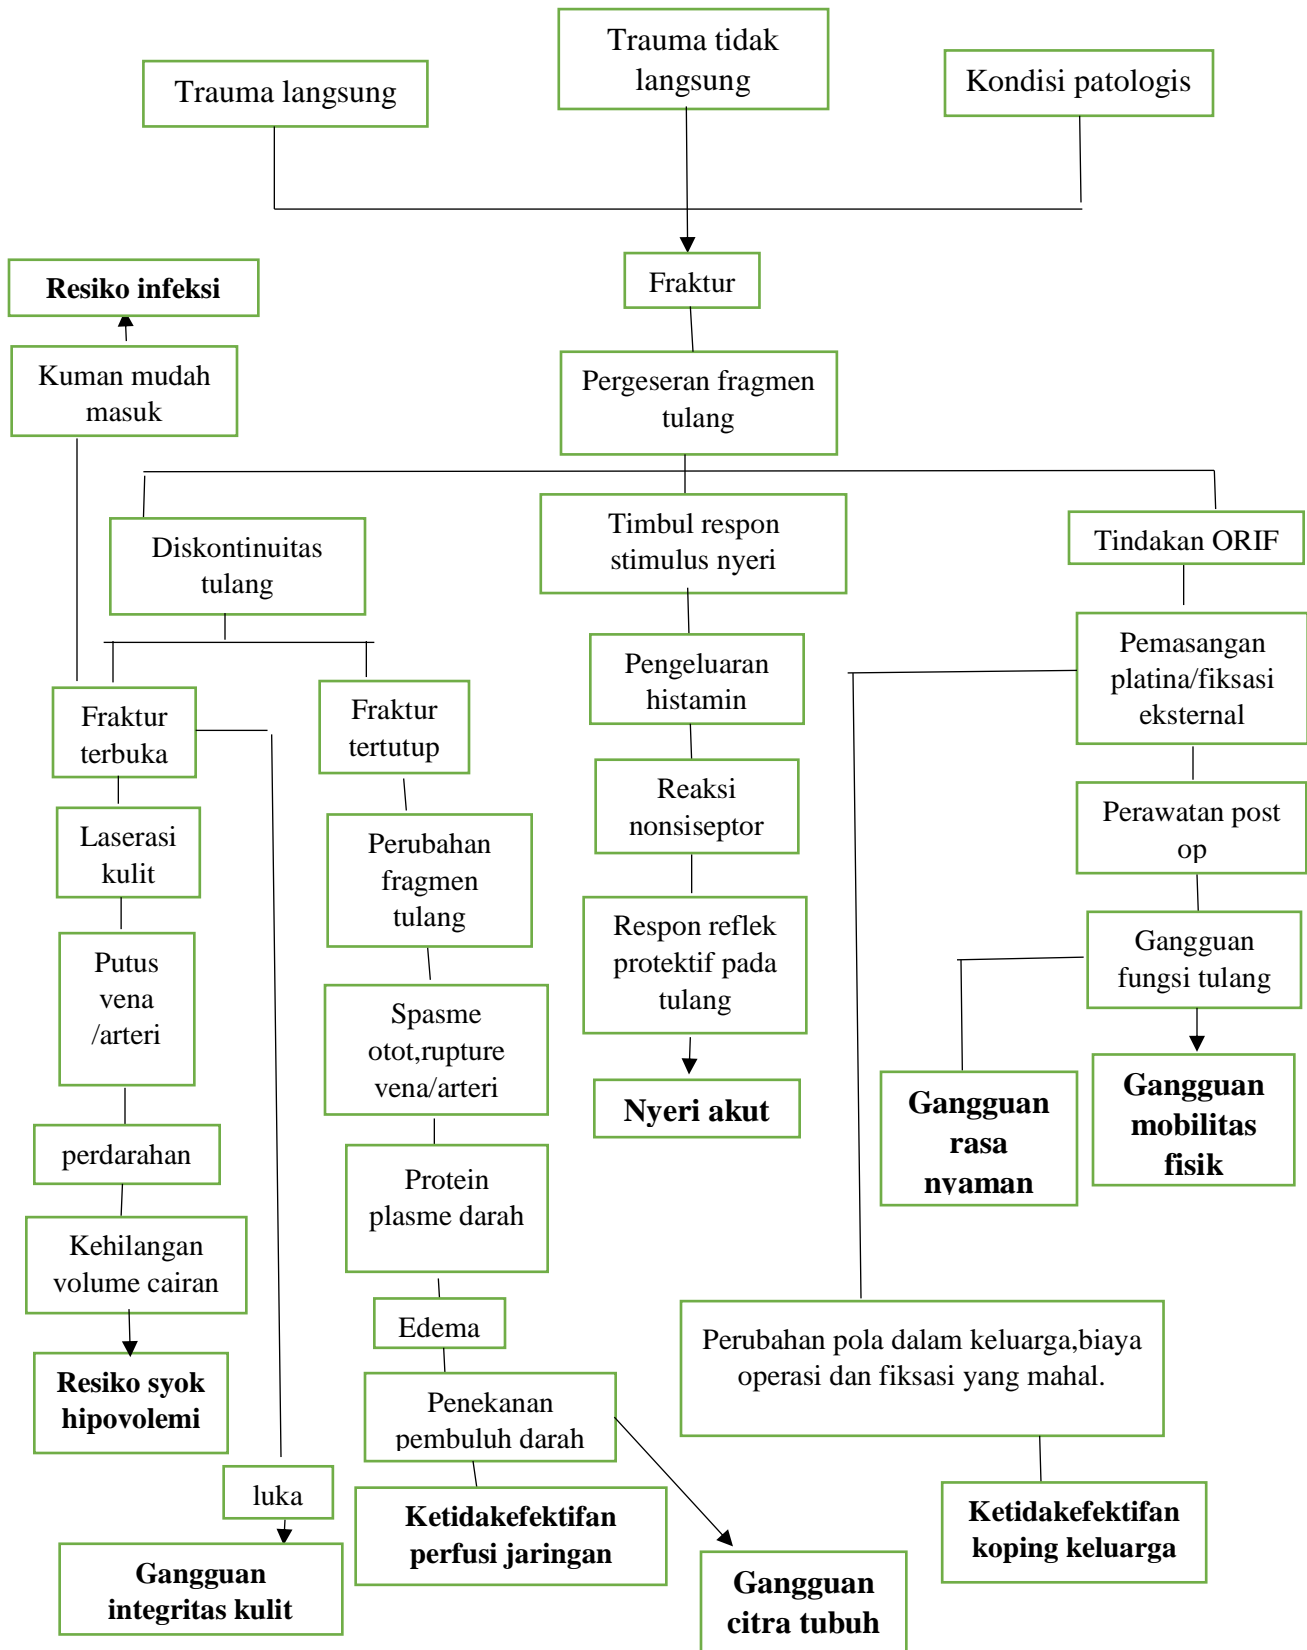 Trauma tidak
langsung
Trauma langsung
Kondisi patologis
Fraktur
Resiko infeksi
Kuman mudah
masuk
Pergeseran fragmen
tulang
Diskontinuitas
tulang
Timbul respon
stimulus nyeri
Tindakan ORIF
Fraktur
terbuka
Fraktur
tertutup
Pengeluaran
histamin
Pemasangan
platina/fiksasi
eksternal
Laserasi
kulit
Perubahan
fragmen
tulang
Reaksi
nonsiseptor
Perawatan post
op
Putus
vena
/arteri
Spasme
otot,rupture
vena/arteri
Respon reflek
protektif pada
tulang
Gangguan
fungsi tulang
Nyeri akut
Gangguan
rasa
nyaman
Gangguan
mobilitas
fisik
perdarahan
Protein
plasme darah
Kehilangan
volume cairan
Edema
Perubahan pola dalam keluarga,biaya
operasi dan fiksasi yang mahal.
Resiko syok
hipovolemi
Penekanan
pembuluh darah
luka
Ketidakefektifan
perfusi jaringan
Ketidakefektifan
koping keluarga
Gangguan
integritas kulit
Gangguan
citra tubuh